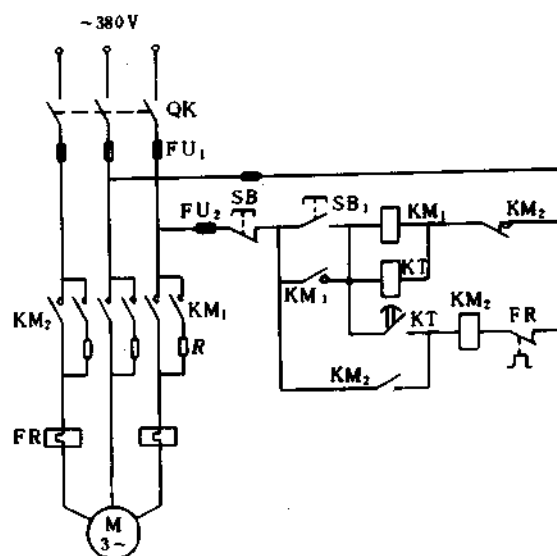 ~380V
QK
FU₁
SB
SB₁
FU₂
KM₁
KM₂
KT
KM₁
KM₂
KM₁
KM₂
KT
FR
R
KM₂
FR
M
3~